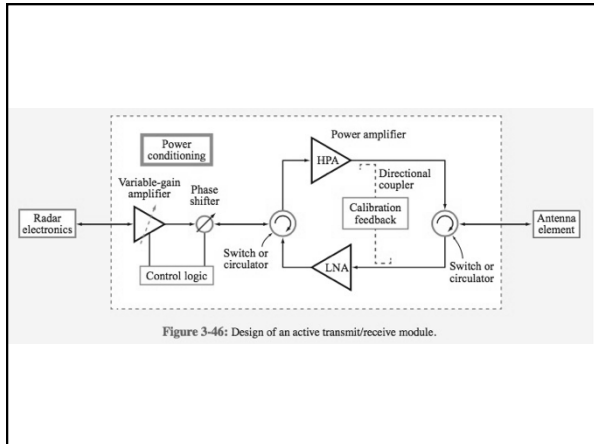 Power amplifier
Power
conditioning
HPA
Variable-gain
amplifier
Phase
shifter
Directional
coupler
Radar
electronics
Calibration
feedback
Antenna
element
Switch or
circulator
Control logic
LNA
Switch or
circulator
Figure 3-46: Design of an active transmit/receive module.